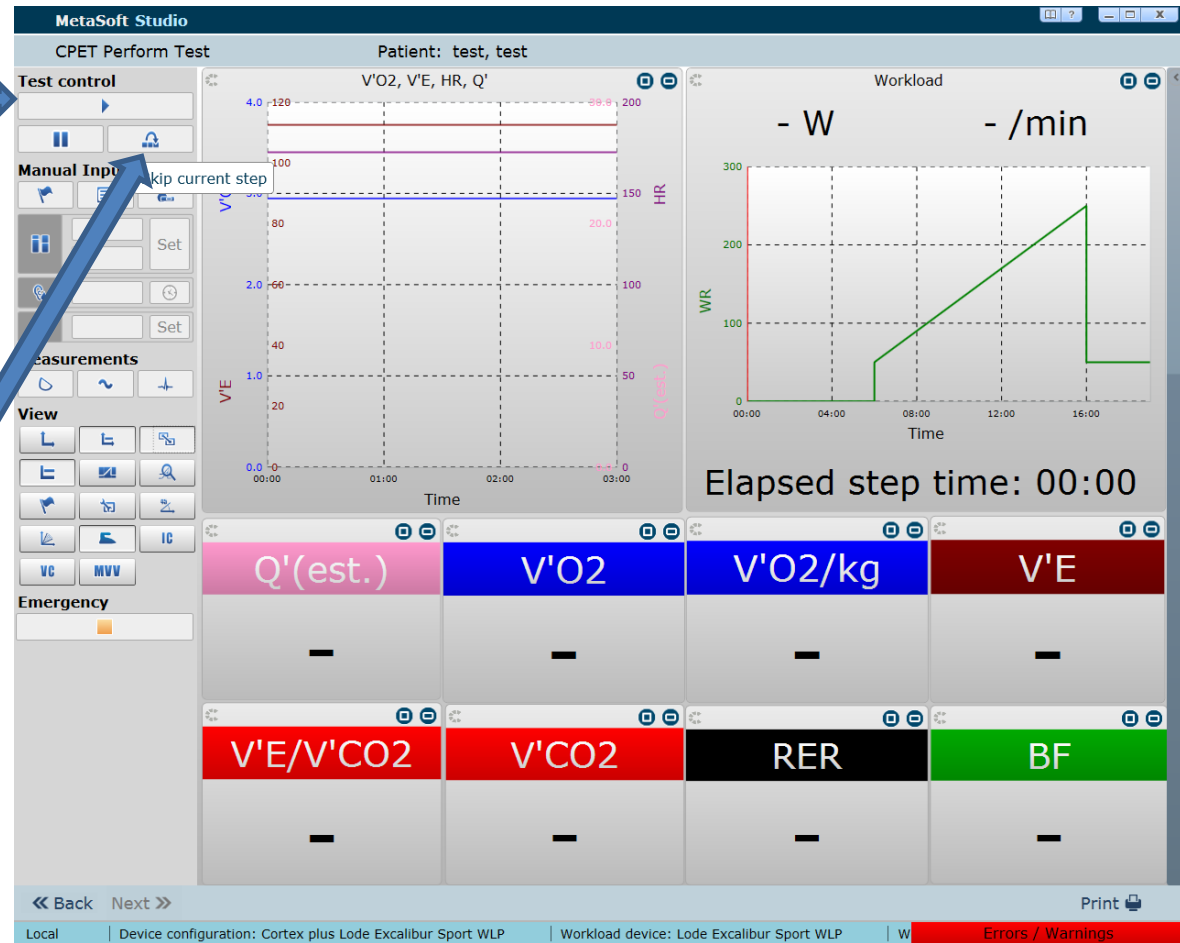 MetaSoft Studio
CPET Perform Test
Patient: test, test
Test control
kip current step
Manual Inpu
Set
Set
easurements
View
IC
VC
MVV
Emergency
V'O2, V'E, HR, Q'
4.0
120
30.0
200
100
150
HR
80
20.0
2.0
60
100
40
10.0
1.0
50
V'E
20
Q'(est.)
0.0
0
0
00:00
01:00
02:00
03:00
Time
Workload
- W
- /min
300
200
WR
100
0
00:00
04:00
08:00
12:00
16:00
Time
Elapsed step time: 00:00
Q'(est.)
-
V'O2
-
V'O2/kg
-
V'E
-
V'E/V'CO2
-
V'CO2
-
RER
-
BF
-
Back
Next
Print
Local
Device configuration: Cortex plus Lode Excalibur Sport WLP
Workload device: Lode Excalibur Sport WLP
W
Errors / Warnings